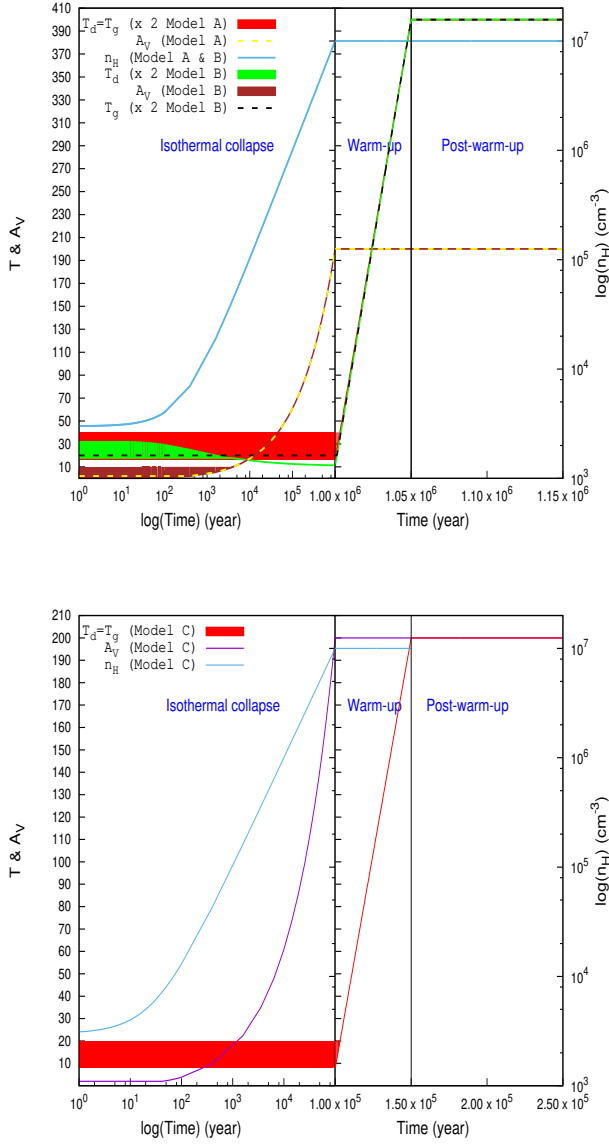 T_d=T_g (x 2 Model A)
A_V (Model A)
n_H (Model A & B)
T_d (x 2 Model B)
A_V (Model B)
T_g (x 2 Model B)
Isothermal collapse
Warm-up
Post-warm-up
T & A_V
410
390
370
350
330
310
290
270
250
230
210
190
170
150
130
110
90
70
50
30
10
log(n_H) (cm^-3)
10^7
10^6
10^5
10^4
10^3
10^0 10^1 10^2 10^3 10^4 10^5 1.00 x 10^6 1.05 x 10^6 1.10 x 10^6 1.15 x 10^6
log(Time) (year) Time (year)
T_d=T_g (Model C)
A_V (Model C)
n_H (Model C)
Isothermal collapse
Warm-up
Post-warm-up
T & A_V
210
200
190
180
170
160
150
140
130
120
110
100
90
80
70
60
50
40
30
20
10
log(n_H) (cm^-3)
10^7
10^6
10^5
10^4
10^3
10^0 10^1 10^2 10^3 10^4 1.00 x 10^5 1.50 x 10^5 2.00 x 10^5 2.50 x 10^5
log(Time) (year) Time (year)